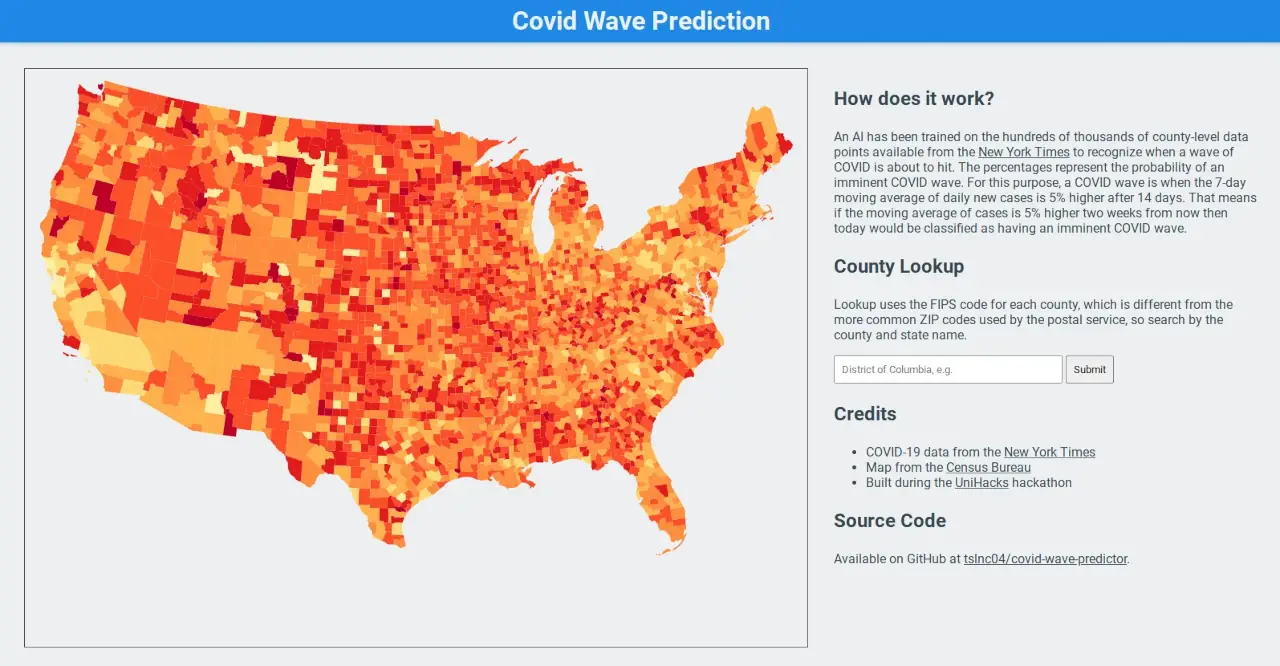 Covid Wave Prediction
How does it work?
An AI has been trained on the hundreds of thousands of county-level data
points available from the New York Times to recognize when a wave of
COVID is about to hit. The percentages represent the probability of an
imminent COVID wave. For this purpose, a COVID wave is when the 7-day
moving average of daily new cases is 5% higher after 14 days. That means
if the moving average of cases is 5% higher two weeks from now then
today would be classified as having an imminent COVID wave.
County Lookup
Lookup uses the FIPS code for each county, which is different from the
more common ZIP codes used by the postal service, so search by the
county and state name.
District of Columbia, e.g. Submit
Credits
• COVID-19 data from the New York Times
• Map from the Census Bureau
• Built during the UniHacks hackathon
Source Code
Available on GitHub at tslnc04/covid-wave-predictor.